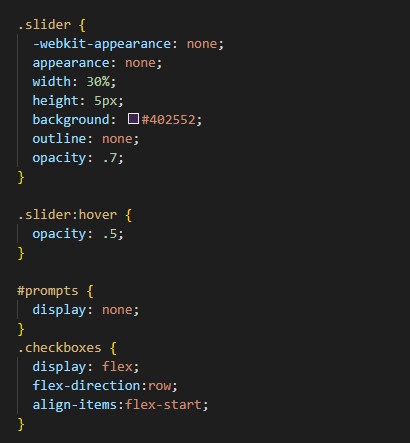 .slider {
  -webkit-appearance: none;
  appearance: none;
  width: 30%;
  height: 5px;
  background: #402552;
  outline: none;
  opacity: .7;
}

.slider:hover {
  opacity: .5;
}

#prompts {
  display: none;
}
.checkboxes {
  display: flex;
  flex-direction:row;
  align-items:flex-start;
}